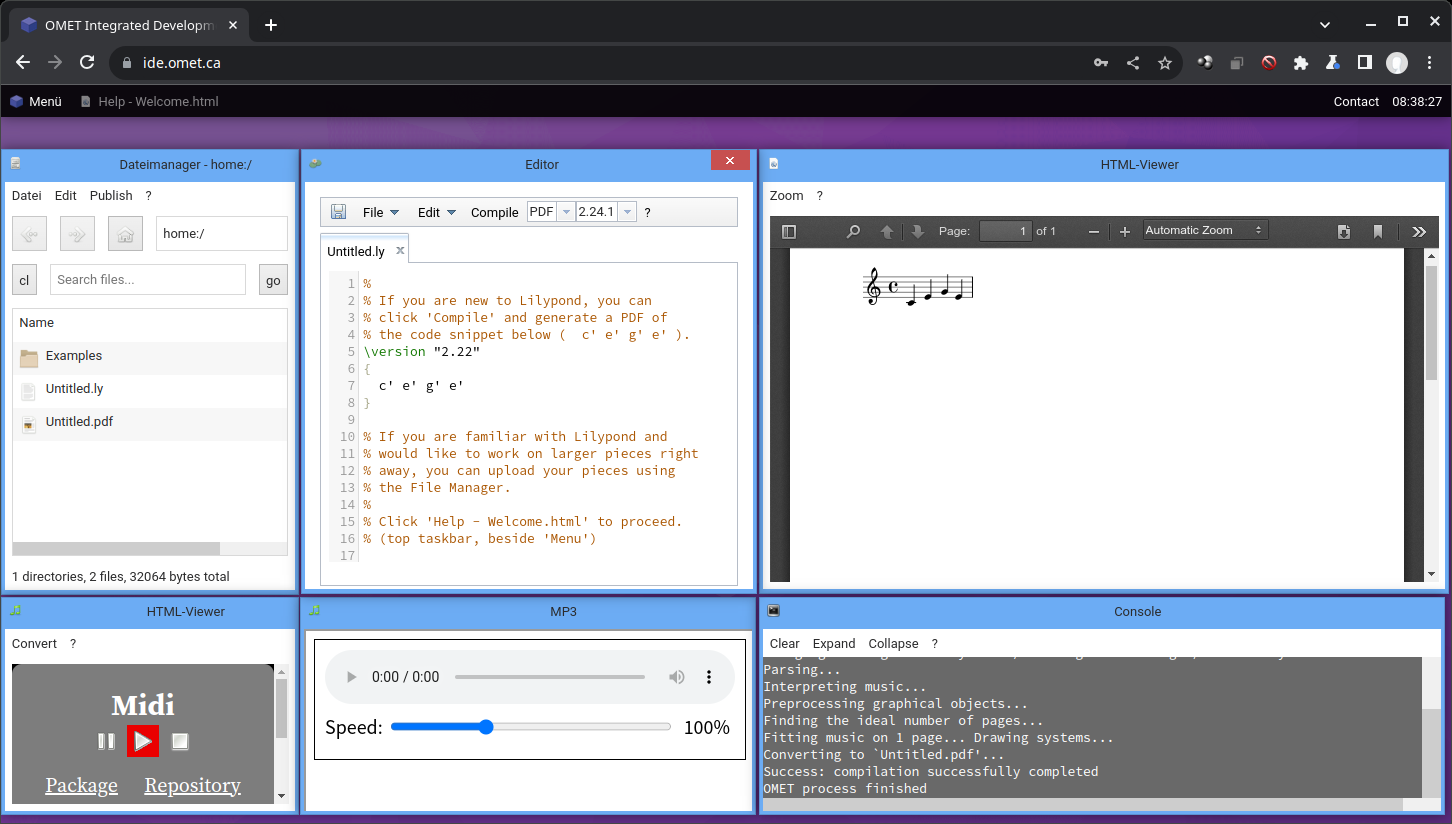 OMET Integrated Developm
ide.omet.ca
Menü Help - Welcome.html Contact 08:38:27
Dateimanager - home:/
Datei Edit Publish ?
home:/
cl Search files... go
Name
Examples
Untitled.ly
Untitled.pdf
1 directories, 2 files, 32064 bytes total
Editor
File Edit Compile PDF 2.24.1 ?
Untitled.ly
1 %
2 % If you are new to Lilypond, you can
3 % click 'Compile' and generate a PDF of
4 % the code snippet below (  c' e' g' e' ).
5 \version "2.22"
6 {
7   c' e' g' e'
8 }
9
10 % If you are familiar with Lilypond and
11 % would like to work on larger pieces right
12 % away, you can upload your pieces using
13 % the File Manager.
14 %
15 % Click 'Help - Welcome.html' to proceed.
16 % (top taskbar, beside 'Menu')
17
HTML-Viewer
Zoom ?
Page: 1 of 1 Automatic Zoom
HTML-Viewer
Convert ?
Midi
Package Repository
MP3
0:00 / 0:00
Speed: 100%
Console
Clear Expand Collapse ?
Parsing...
Interpreting music...
Preprocessing graphical objects...
Finding the ideal number of pages...
Fitting music on 1 page... Drawing systems...
Converting to `Untitled.pdf'...
Success: compilation successfully completed
OMET process finished